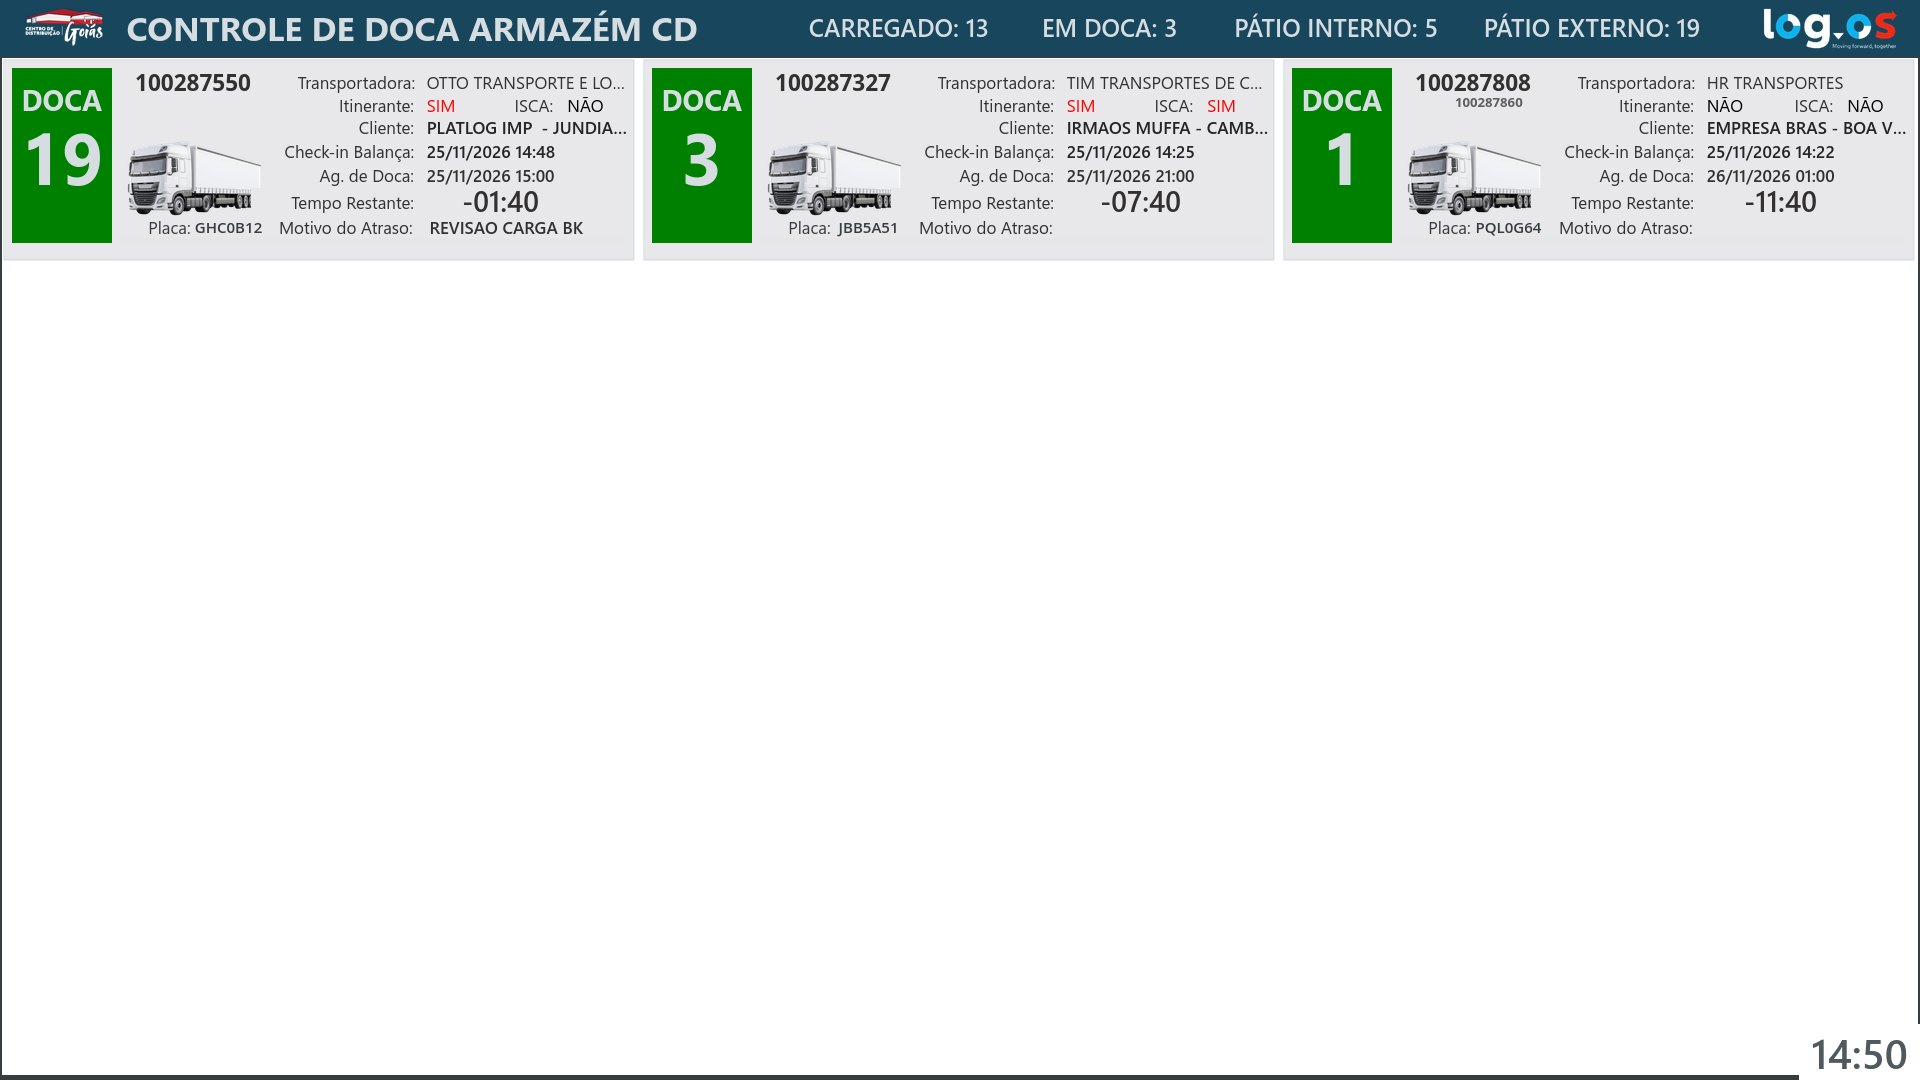 CENTRO DE DISTRIBUIÇÃO Goiás
CONTROLE DE DOCA ARMAZÉM CD
CARREGADO: 13
EM DOCA: 3
PÁTIO INTERNO: 5
PÁTIO EXTERNO: 19
log.os
Moving forward, together
DOCA
19
100287550
Placa: GHC0B12
Transportadora: OTTO TRANSPORTE E LO...
Itinerante: SIM ISCA: NÃO
Cliente: PLATLOG IMP - JUNDIA...
Check-in Balança: 25/11/2026 14:48
Ag. de Doca: 25/11/2026 15:00
Tempo Restante: -01:40
Motivo do Atraso: REVISAO CARGA BK
DOCA
3
100287327
Placa: JBB5A51
Transportadora: TIM TRANSPORTES DE C...
Itinerante: SIM ISCA: SIM
Cliente: IRMAOS MUFFA - CAMB...
Check-in Balança: 25/11/2026 14:25
Ag. de Doca: 25/11/2026 21:00
Tempo Restante: -07:40
Motivo do Atraso:
DOCA
1
100287808
100287860
Placa: PQL0G64
Transportadora: HR TRANSPORTES
Itinerante: NÃO ISCA: NÃO
Cliente: EMPRESA BRAS - BOA V...
Check-in Balança: 25/11/2026 14:22
Ag. de Doca: 26/11/2026 01:00
Tempo Restante: -11:40
Motivo do Atraso:
14:50